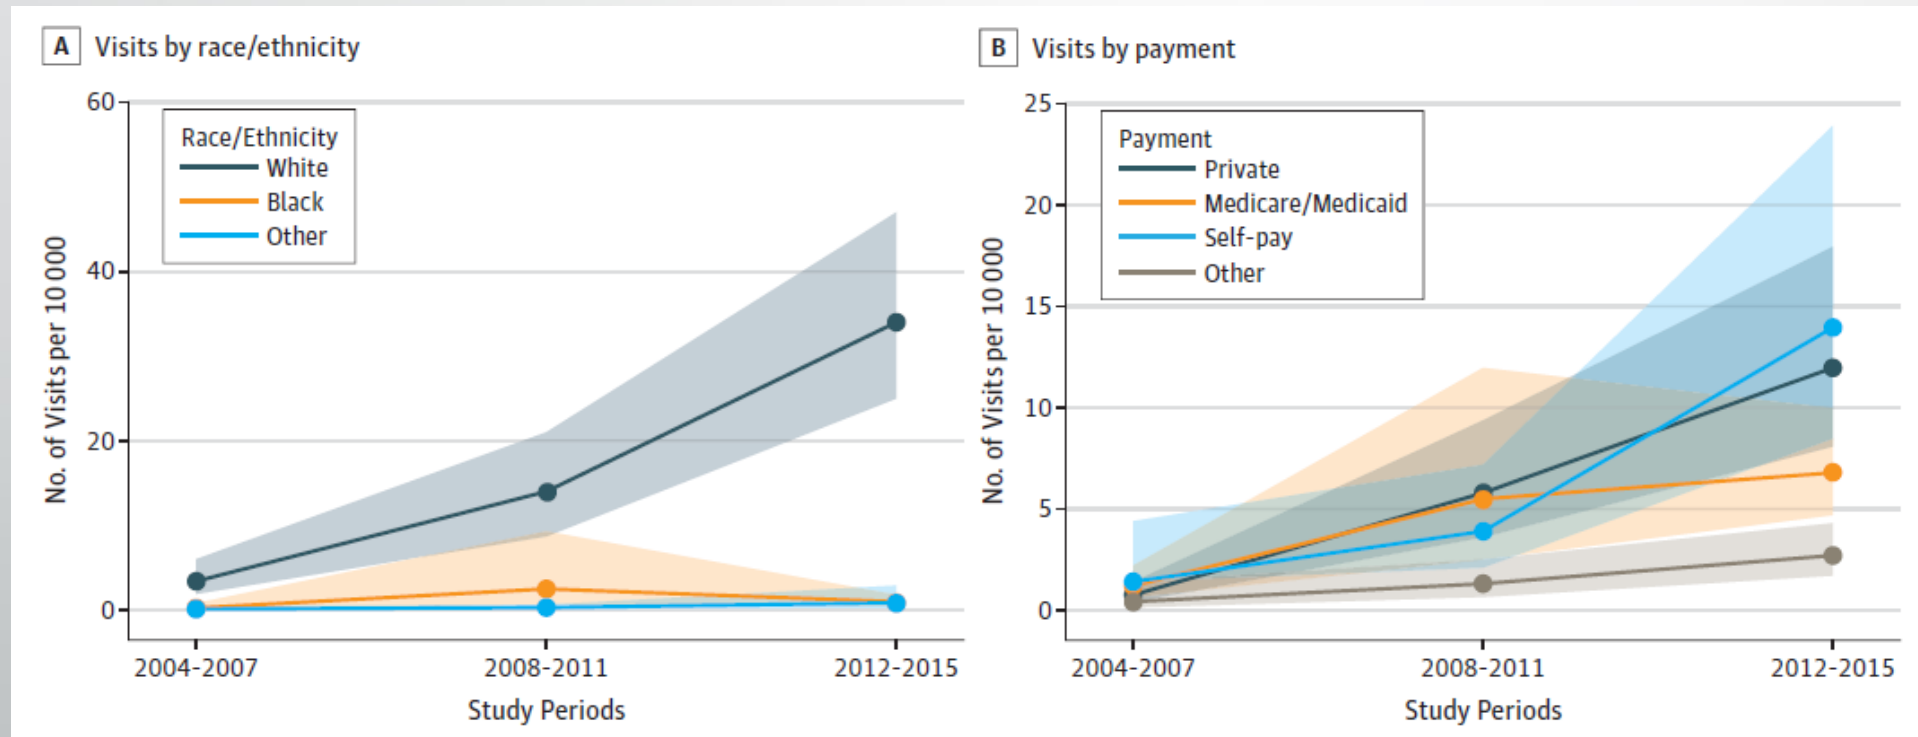 A Visits by race/ethnicity
60
40
20
0
No. of Visits per 10 000
Race/Ethnicity
White
Black
Other
2004-2007 2008-2011 2012-2015
Study Periods
B Visits by payment
25
20
15
10
5
0
No. of Visits per 10 000
Payment
Private
Medicare/Medicaid
Self-pay
Other
2004-2007 2008-2011 2012-2015
Study Periods